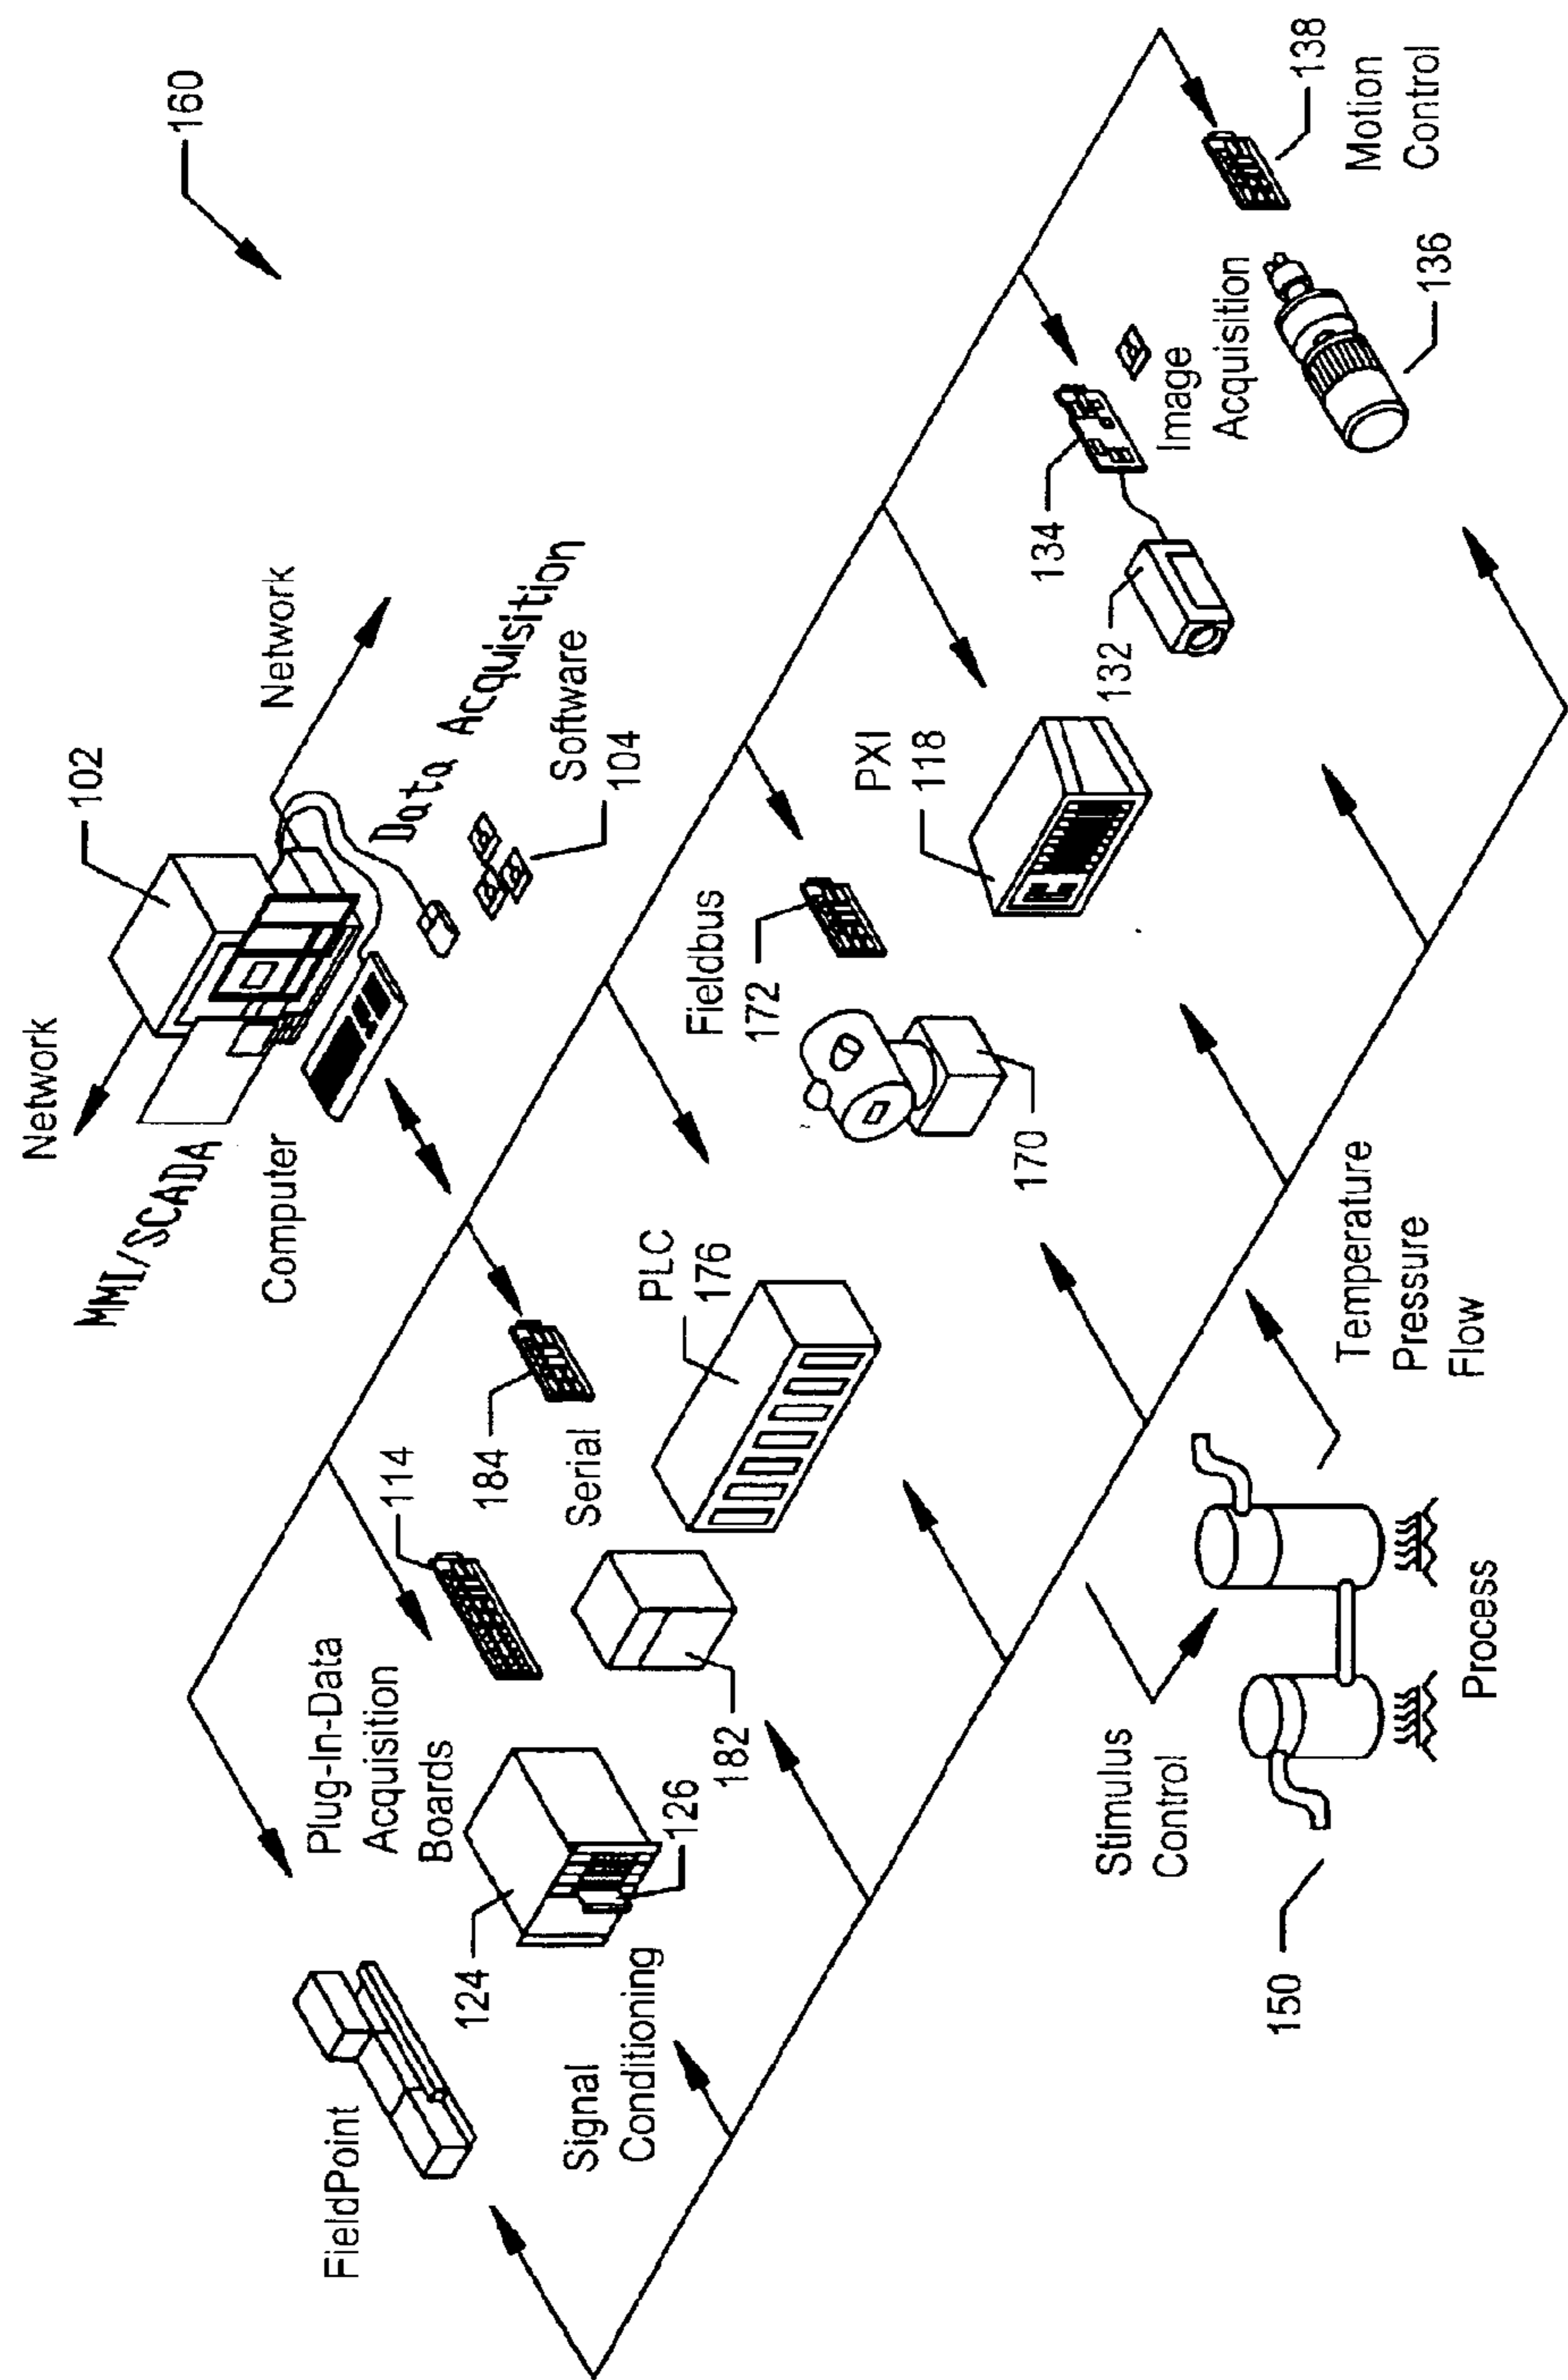 160
Network
102
MMI/SCADA
Computer
Network
Data Acquisition
Software
104
FieldPoint
Plug-In-Data
Acquisition
Boards
114
184
Serial
124
126
Signal
Conditioning
182
PLC
176
Fieldbus
172
170
PXI
118
132
134
Image
Acquisition
138
Motion
Control
136
Stimulus
Control
150
Process
Temperature
Pressure
Flow